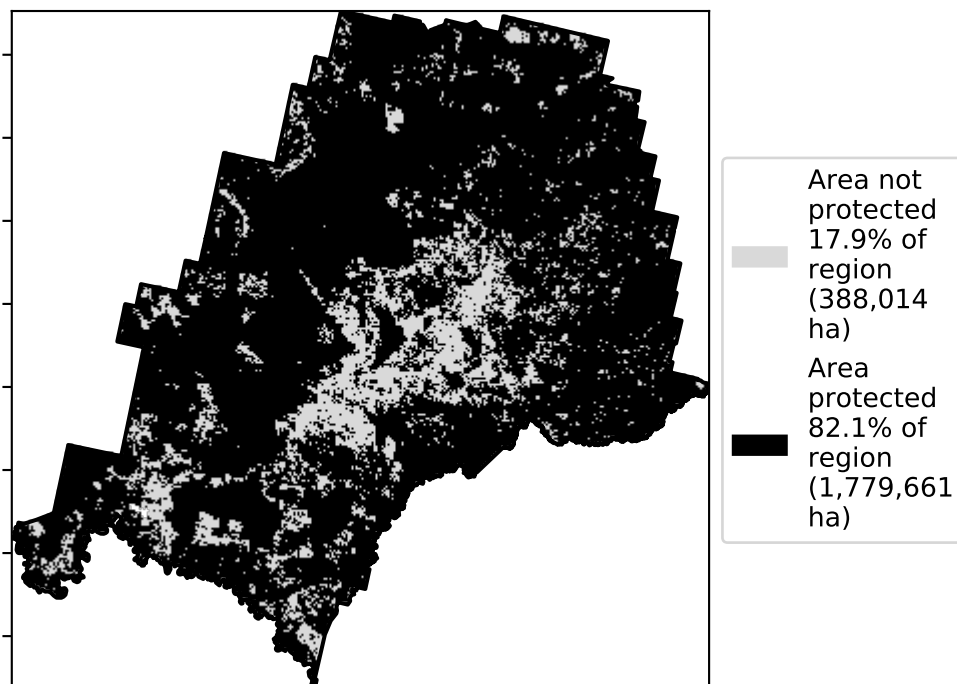 Area not
protected
17.9% of
region
(388,014
ha)
Area
protected
82.1% of
region
(1,779,661
ha)